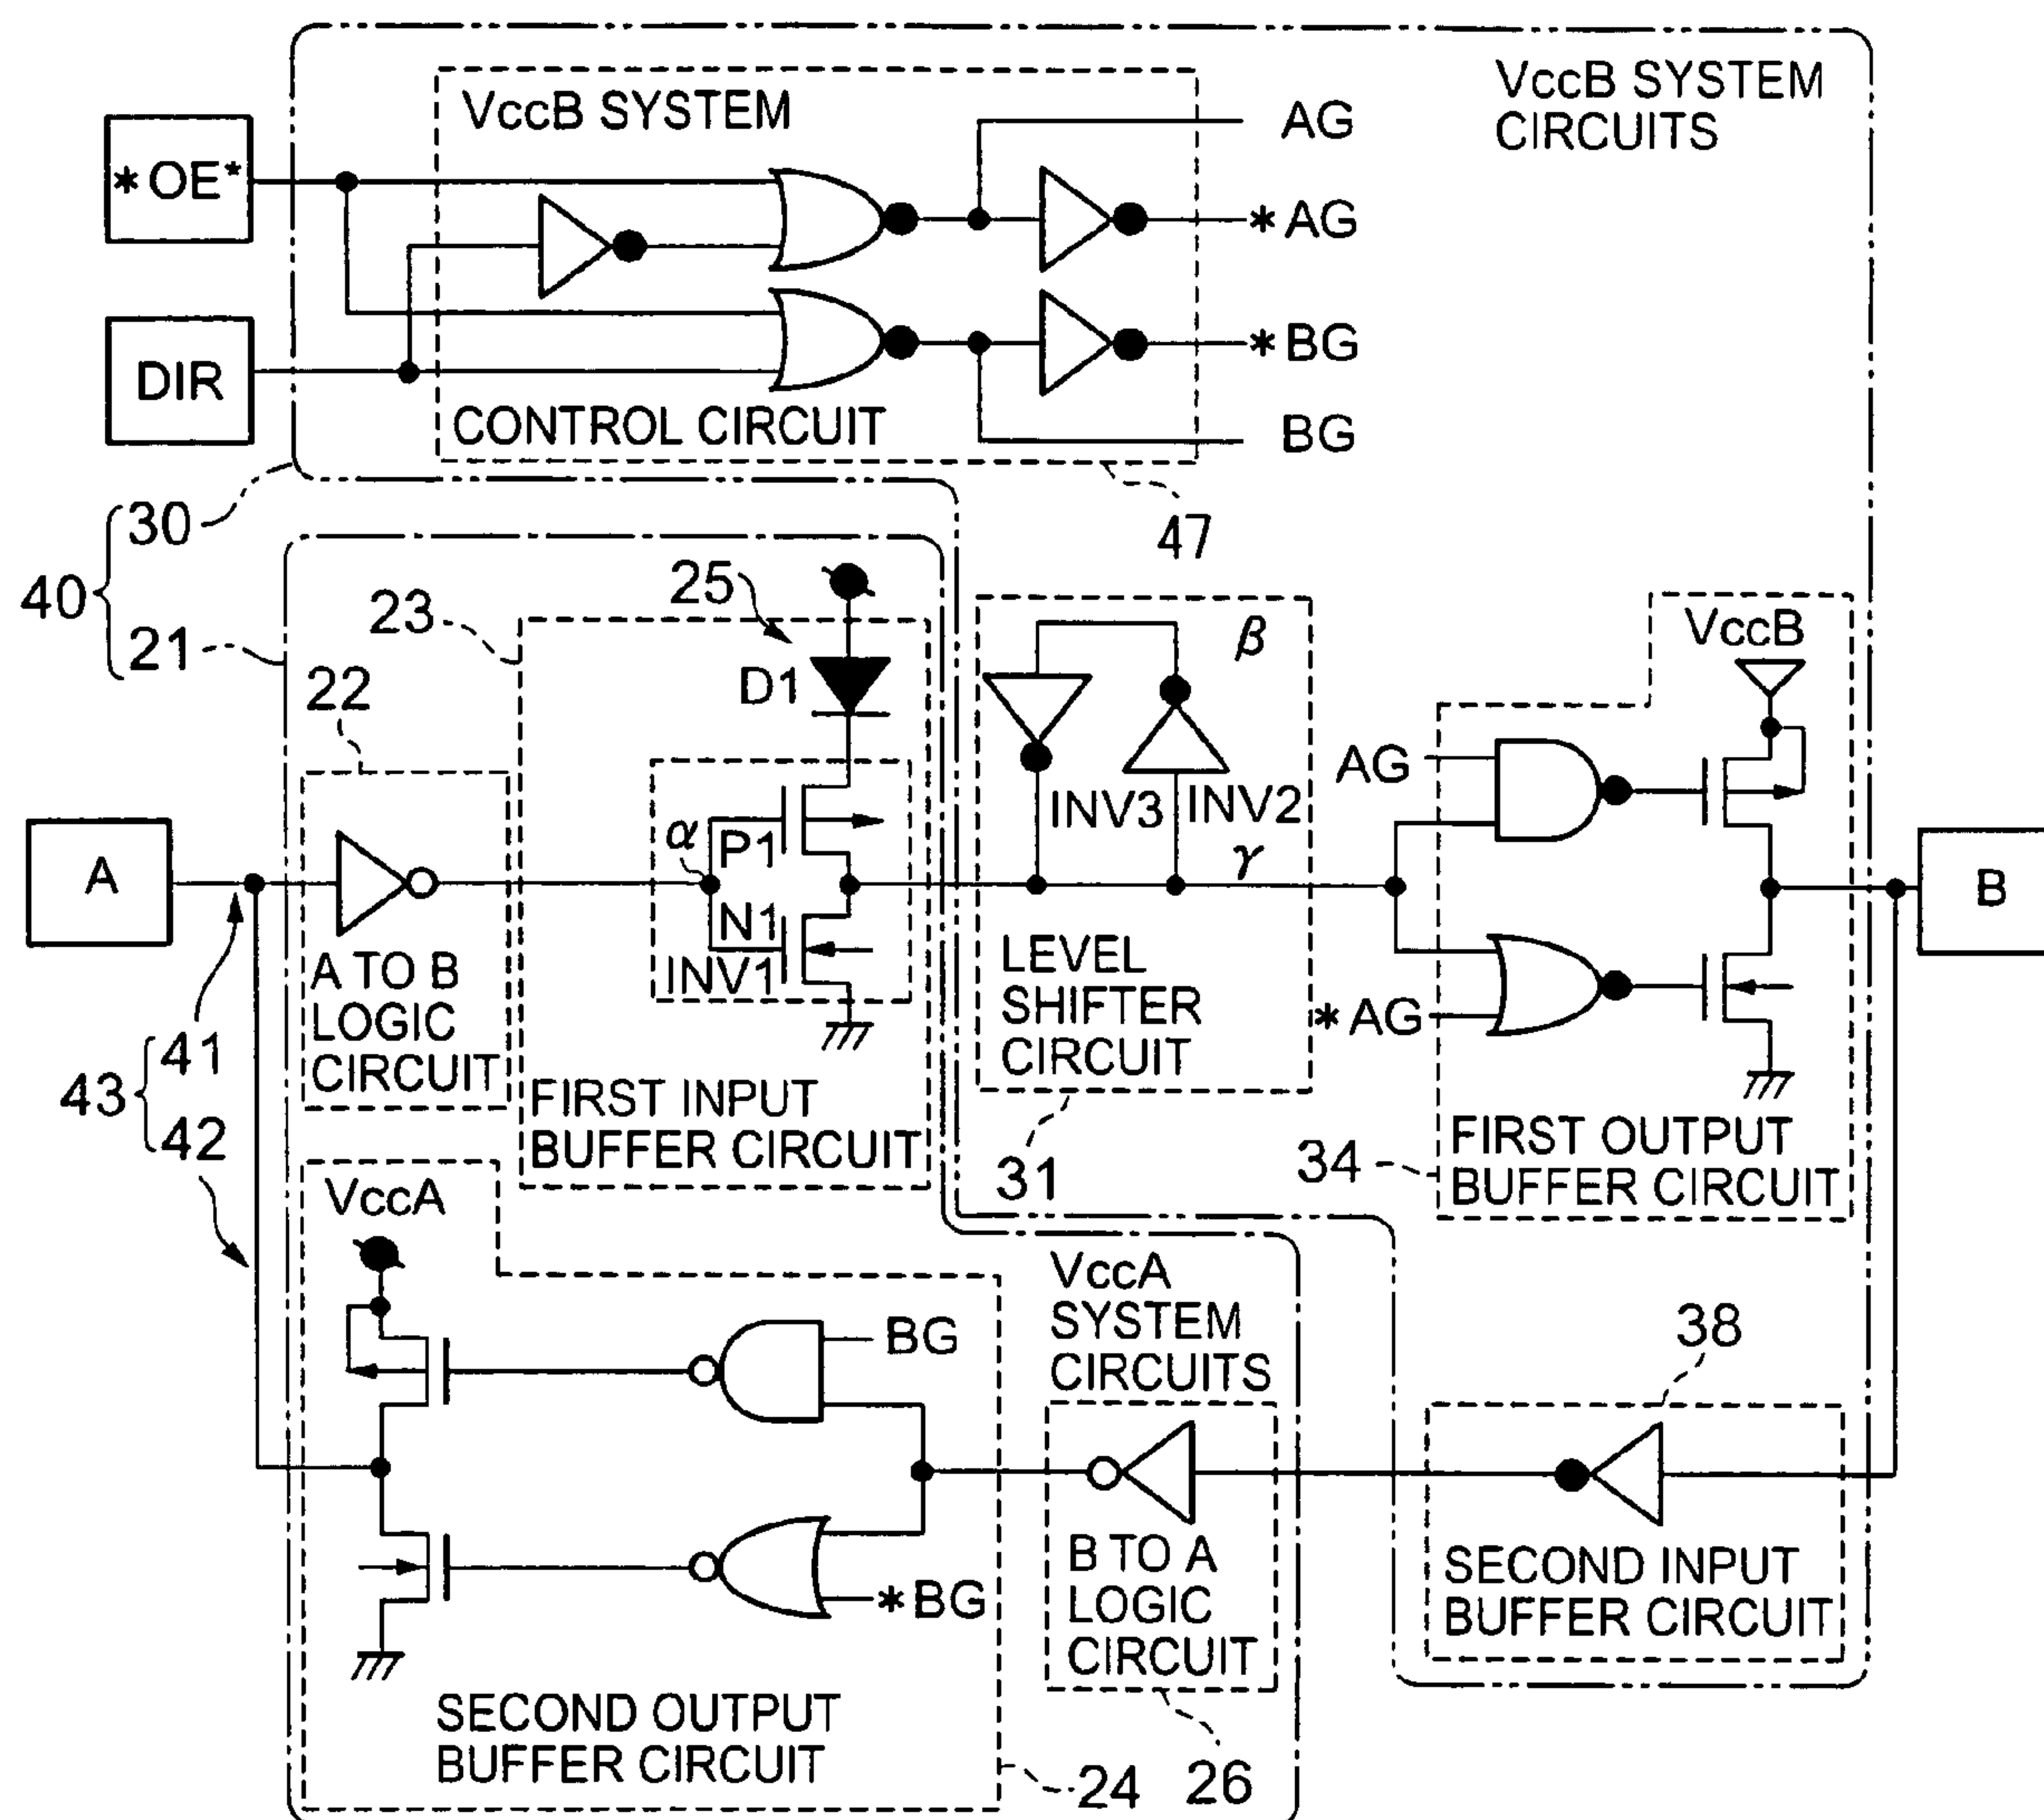 VccB SYSTEM
CIRCUITS
VccB SYSTEM
AG
*OE*
*AG
*BG
DIR
CONTROL CIRCUIT
BG
30
47
40
21
25
23
22
D1
β
VccB
AG
α
P1
INV3
INV2
γ
A
B
N1
INV1
A TO B
LOGIC
CIRCUIT
LEVEL
SHIFTER
CIRCUIT
*AG
41
43
42
FIRST INPUT
BUFFER CIRCUIT
31
34
FIRST OUTPUT
BUFFER CIRCUIT
VccA
VccA
SYSTEM
CIRCUITS
BG
38
*BG
B TO A
LOGIC
CIRCUIT
SECOND INPUT
BUFFER CIRCUIT
SECOND OUTPUT
BUFFER CIRCUIT
24
26